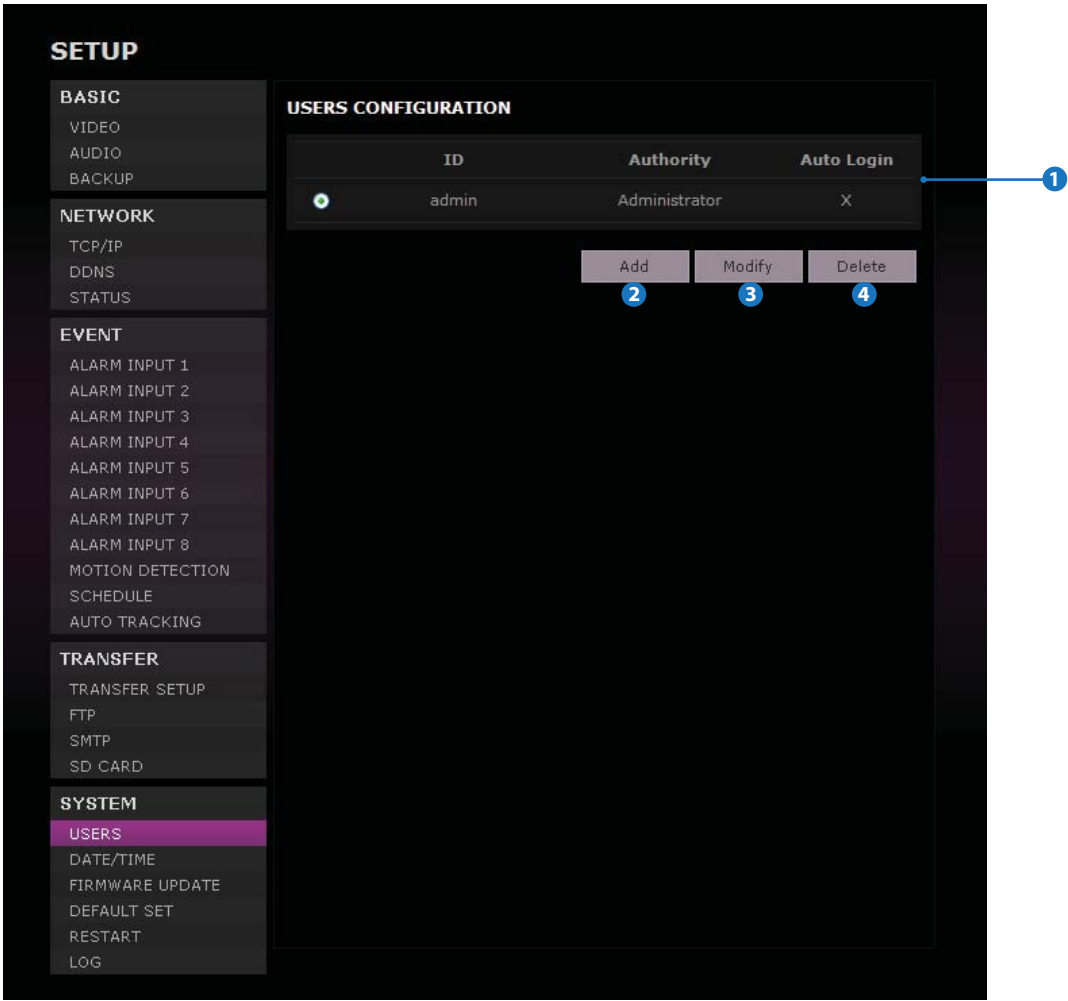 SETUP
BASIC
VIDEO
AUDIO
BACKUP
NETWORK
TCP/IP
DDNS
STATUS
EVENT
ALARM INPUT 1
ALARM INPUT 2
ALARM INPUT 3
ALARM INPUT 4
ALARM INPUT 5
ALARM INPUT 6
ALARM INPUT 7
ALARM INPUT 8
MOTION DETECTION
SCHEDULE
AUTO TRACKING
TRANSFER
TRANSFER SETUP
FTP
SMTP
SD CARD
SYSTEM
USERS
DATE/TIME
FIRMWARE UPDATE
DEFAULT SET
RESTART
LOG
USERS CONFIGURATION
ID Authority Auto Login
1
admin Administrator X
Add Modify Delete
2 3 4